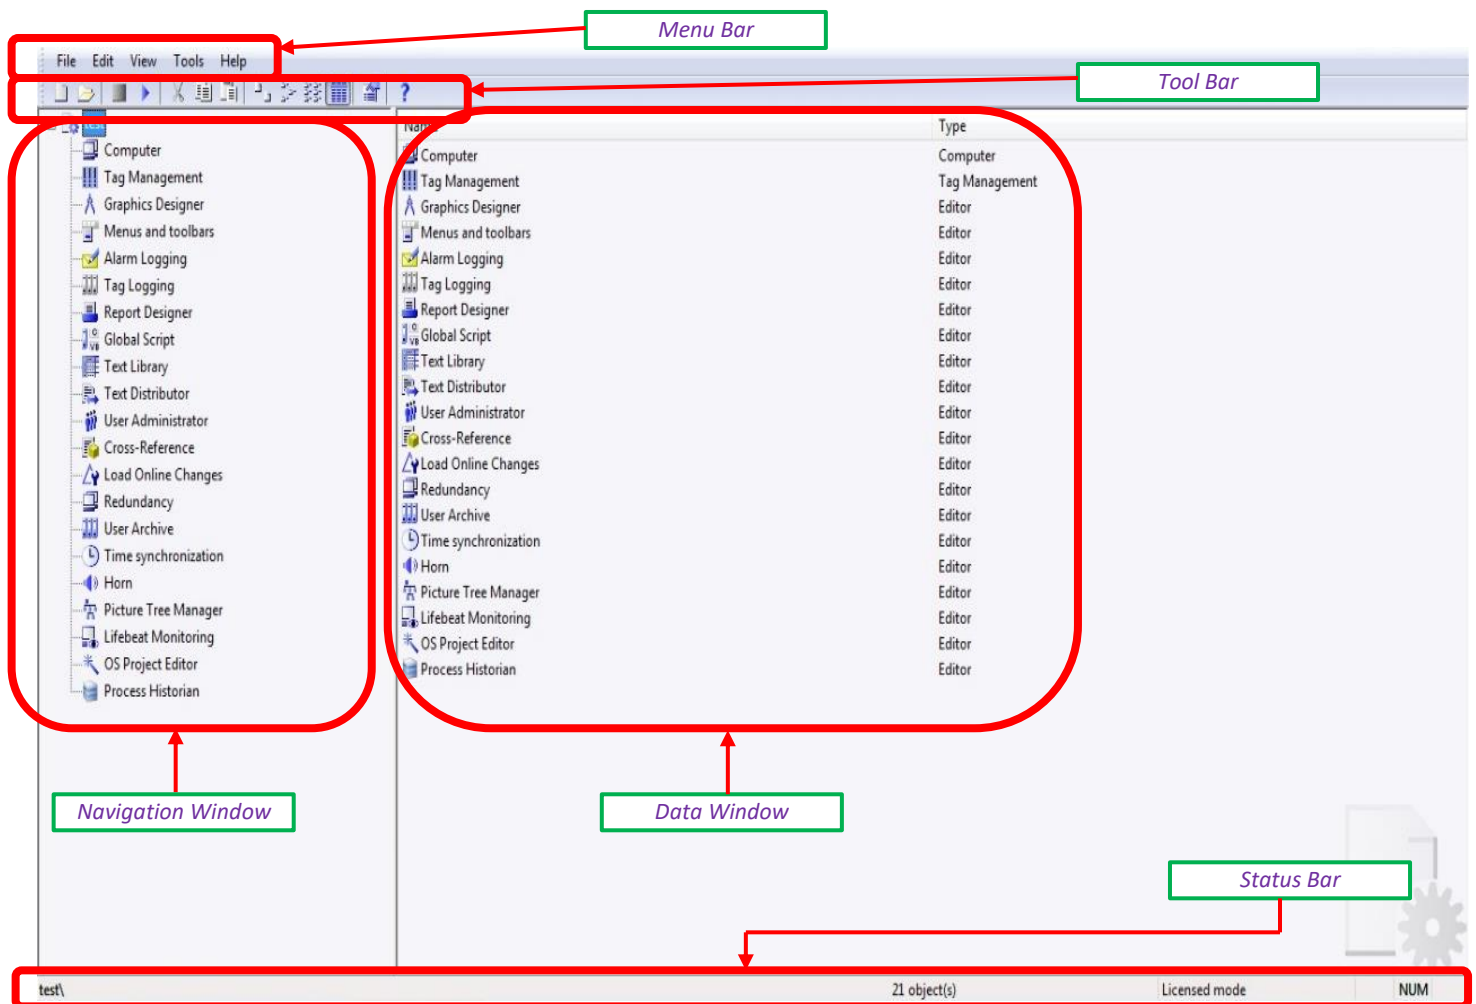 Menu Bar
File Edit View Tools Help
Tool Bar
?
test
Name Type
Computer
Tag Management
Graphics Designer
Menus and toolbars
Alarm Logging
Tag Logging
Report Designer
Global Script
Text Library
Text Distributor
User Administrator
Cross-Reference
Load Online Changes
Redundancy
User Archive
Time synchronization
Horn
Picture Tree Manager
Lifebeat Monitoring
OS Project Editor
Process Historian
Computer Computer
Tag Management Tag Management
Graphics Designer Editor
Menus and toolbars Editor
Alarm Logging Editor
Tag Logging Editor
Report Designer Editor
Global Script Editor
Text Library Editor
Text Distributor Editor
User Administrator Editor
Cross-Reference Editor
Load Online Changes Editor
Redundancy Editor
User Archive Editor
Time synchronization Editor
Horn Editor
Picture Tree Manager Editor
Lifebeat Monitoring Editor
OS Project Editor Editor
Process Historian Editor
Navigation Window
Data Window
Status Bar
test\ 21 object(s) Licensed mode NUM